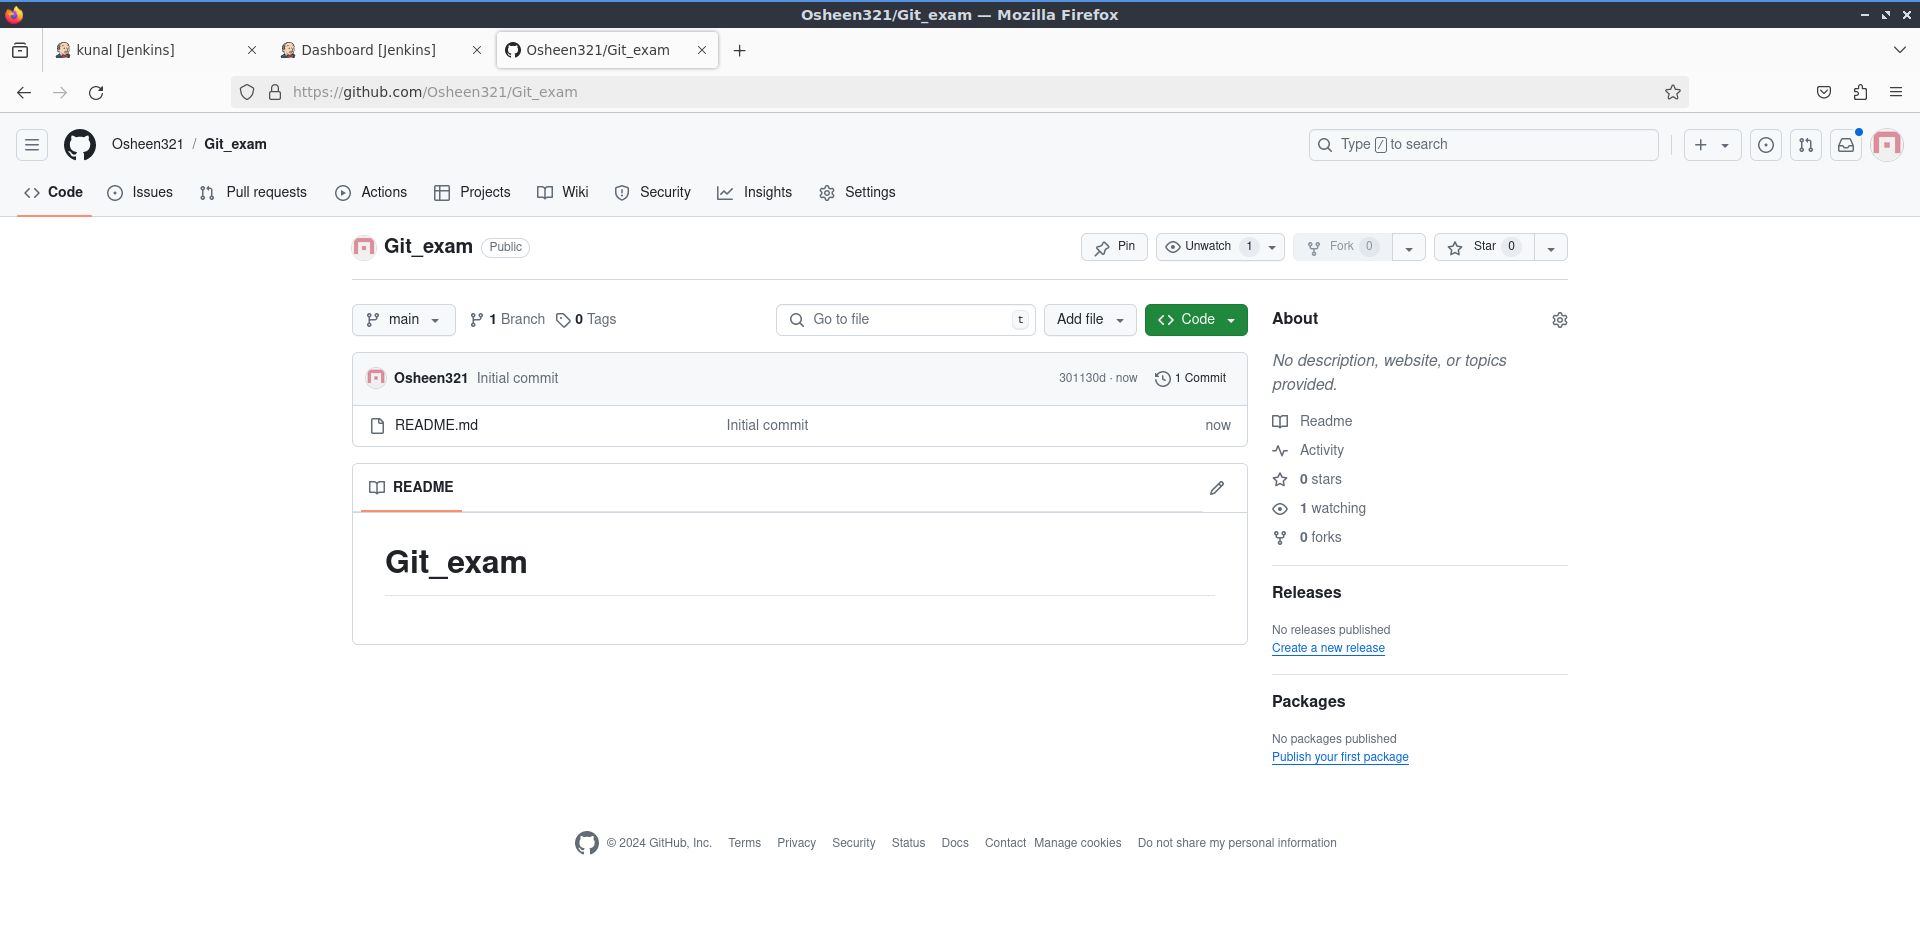 Osheen321/Git_exam — Mozilla Firefox
kunal [Jenkins]
Dashboard [Jenkins]
Osheen321/Git_exam
https://github.com/Osheen321/Git_exam
Osheen321 / Git_exam
Type / to search
Code Issues Pull requests Actions Projects Wiki Security Insights Settings
Git_exam Public
Pin Unwatch 1 Fork 0 Star 0
main 1 Branch 0 Tags Go to file t Add file Code
Osheen321 Initial commit 301130d · now 1 Commit
README.md Initial commit now
README
Git_exam
About
No description, website, or topics
provided.
Readme
Activity
0 stars
1 watching
0 forks
Releases
No releases published
Create a new release
Packages
No packages published
Publish your first package
© 2024 GitHub, Inc. Terms Privacy Security Status Docs Contact Manage cookies Do not share my personal information